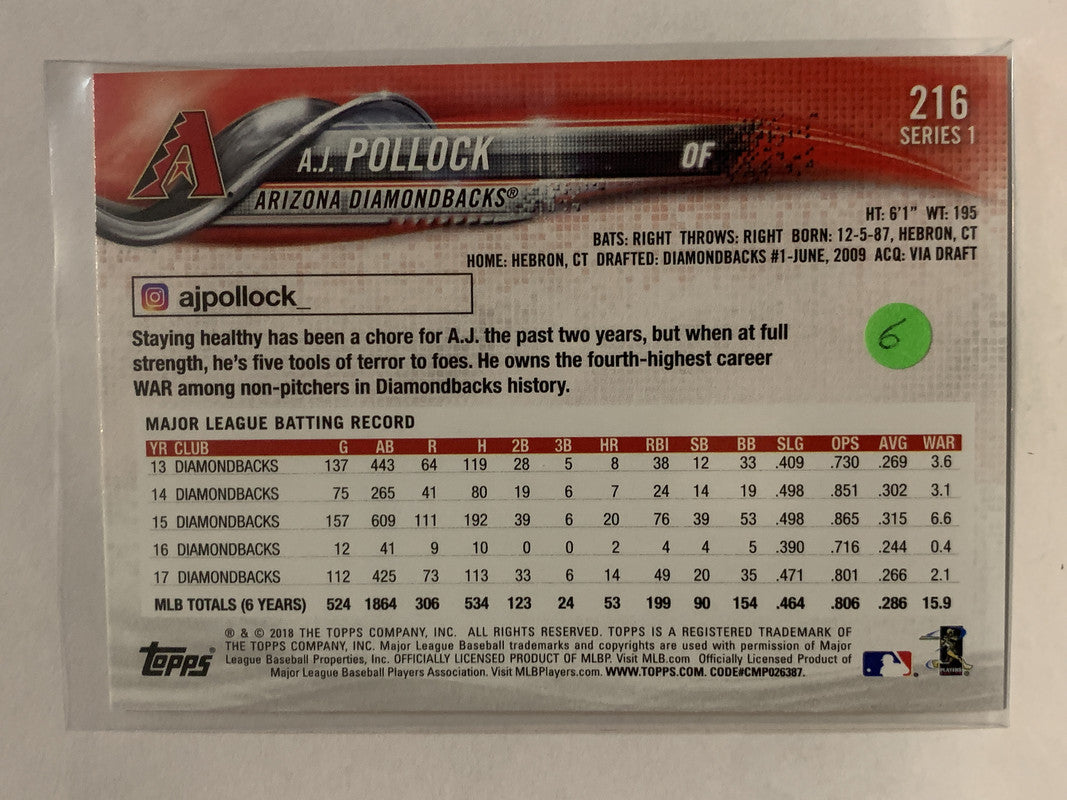 216
SERIES 1
A.J. POLLOCK OF
ARIZONA DIAMONDBACKS®
HT: 6'1" WT: 195
BATS: RIGHT THROWS: RIGHT BORN: 12-5-87, HEBRON, CT
HOME: HEBRON, CT DRAFTED: DIAMONDBACKS #1-JUNE, 2009 ACQ: VIA DRAFT
ajpollock_
6
Staying healthy has been a chore for A.J. the past two years, but when at full
strength, he's five tools of terror to foes. He owns the fourth-highest career
WAR among non-pitchers in Diamondbacks history.
MAJOR LEAGUE BATTING RECORD
YR CLUB G AB R H 2B 3B HR RBI SB BB SLG OPS AVG WAR
13 DIAMONDBACKS 137 443 64 119 28 5 8 38 12 33 .409 .730 .269 3.6
14 DIAMONDBACKS 75 265 41 80 19 6 7 24 14 19 .498 .851 .302 3.1
15 DIAMONDBACKS 157 609 111 192 39 6 20 76 39 53 .498 .865 .315 6.6
16 DIAMONDBACKS 12 41 9 10 0 0 2 4 4 5 .390 .716 .244 0.4
17 DIAMONDBACKS 112 425 73 113 33 6 14 49 20 35 .471 .801 .266 2.1
MLB TOTALS (6 YEARS) 524 1864 306 534 123 24 53 199 90 154 .464 .806 .286 15.9
Topps®
® & © 2018 THE TOPPS COMPANY, INC. ALL RIGHTS RESERVED. TOPPS IS A REGISTERED TRADEMARK OF
THE TOPPS COMPANY, INC. Major League Baseball trademarks and copyrights are used with permission of Major
League Baseball Properties, Inc. OFFICIALLY LICENSED PRODUCT OF MLBP. Visit MLB.com Officially Licensed Product of
Major League Baseball Players Association. Visit MLBPlayers.com. WWW.TOPPS.COM. CODE#CMP026387.